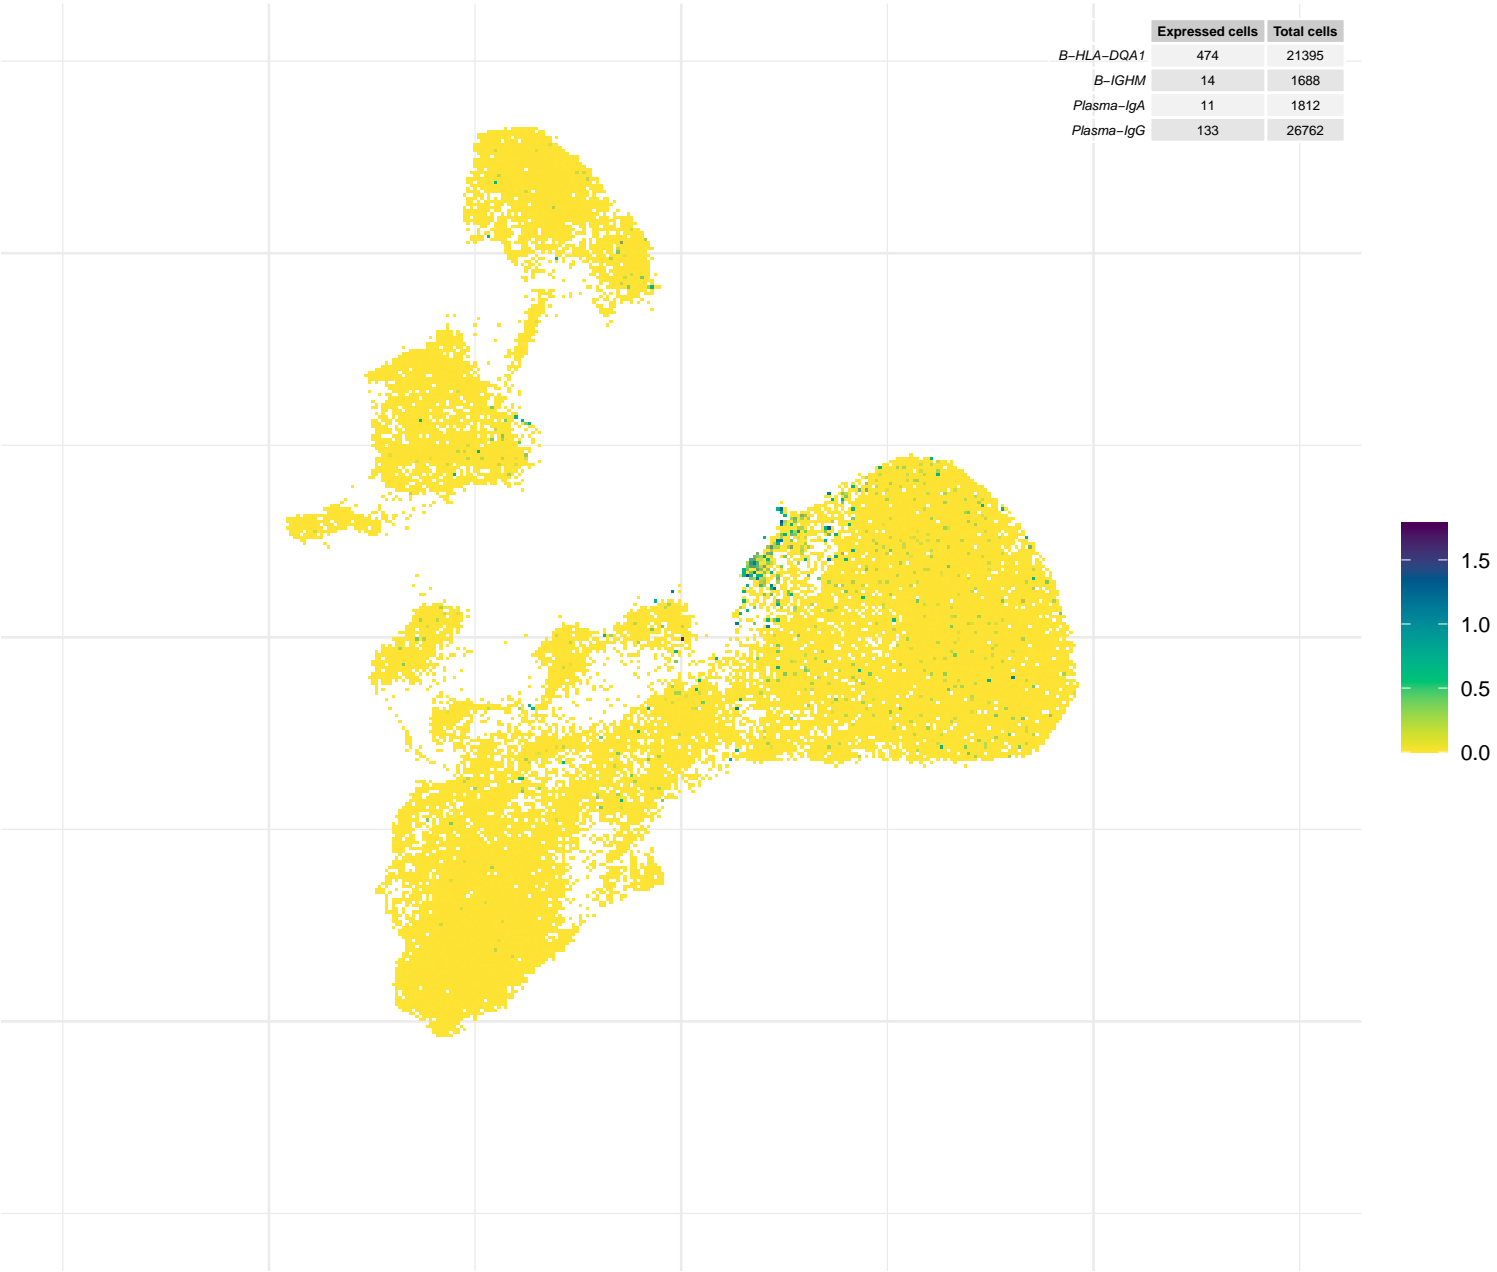 Expressed cells Total cells
B−HLA−DQA1 474 21395
B−IGHM 14 1688
Plasma−IgA 11 1812
Plasma−IgG 133 26762
1.5
1.0
0.5
0.0